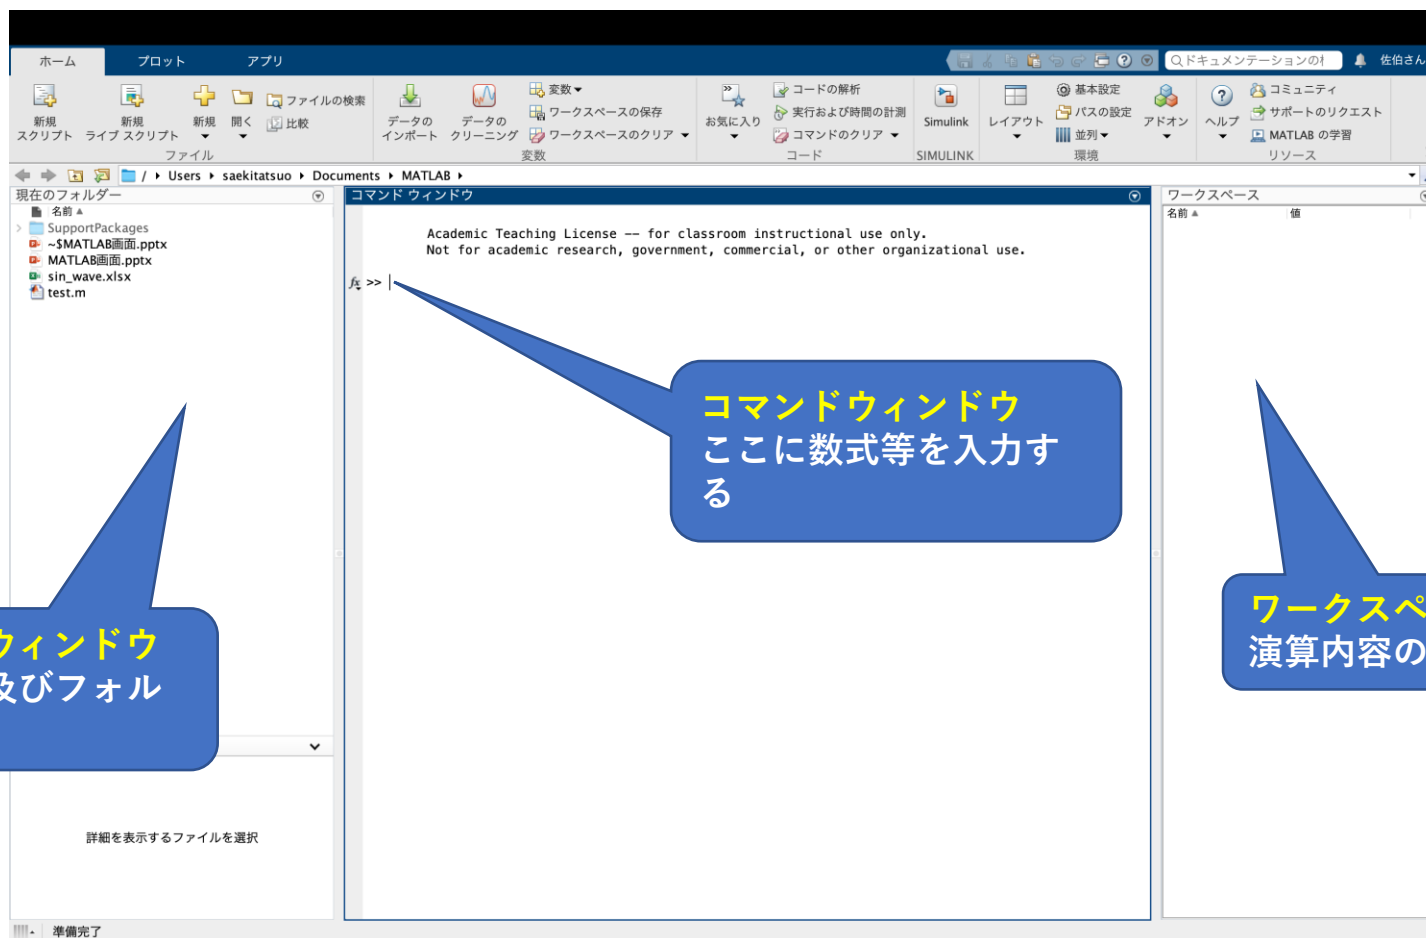 ホーム プロット アプリ
ドキュメンテーションの
佐伯さん
新規
スクリプト
新規
ライブ スクリプト
新規
開く
ファイルの検索
比較
ファイル
データの
インポート
データの
クリーニング
変数
ワークスペースの保存
ワークスペースのクリア
変数
お気に入り
コードの解析
実行および時間の計測
コマンドのクリア
コード
Simulink
SIMULINK
レイアウト
基本設定
パスの設定
並列
環境
アドオン
ヘルプ
コミュニティ
サポートのリクエスト
MATLAB の学習
リソース
/ Users saekitatsuo Documents MATLAB
現在のフォルダー
名前
SupportPackages
~$MATLAB画面.pptx
MATLAB画面.pptx
sin_wave.xlsx
test.m
コマンド ウィンドウ
Academic Teaching License -- for classroom instructional use only.
Not for academic research, government, commercial, or other organizational use.
fx >>
ワークスペース
名前 値
コマンドウィンドウ
ここに数式等を入力す
る
ウィンドウ
及びフォル
ワークスペ
演算内容の
詳細を表示するファイルを選択
準備完了